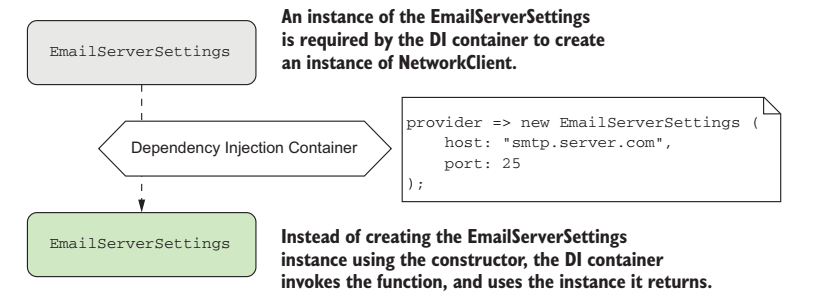 An instance of the EmailServerSettings
is required by the DI container to create
an instance of NetworkClient.
EmailServerSettings
Dependency Injection Container
provider => new EmailServerSettings (
    host: "smtp.server.com",
    port: 25
);
EmailServerSettings
Instead of creating the EmailServerSettings
instance using the constructor, the DI container
invokes the function, and uses the instance it returns.